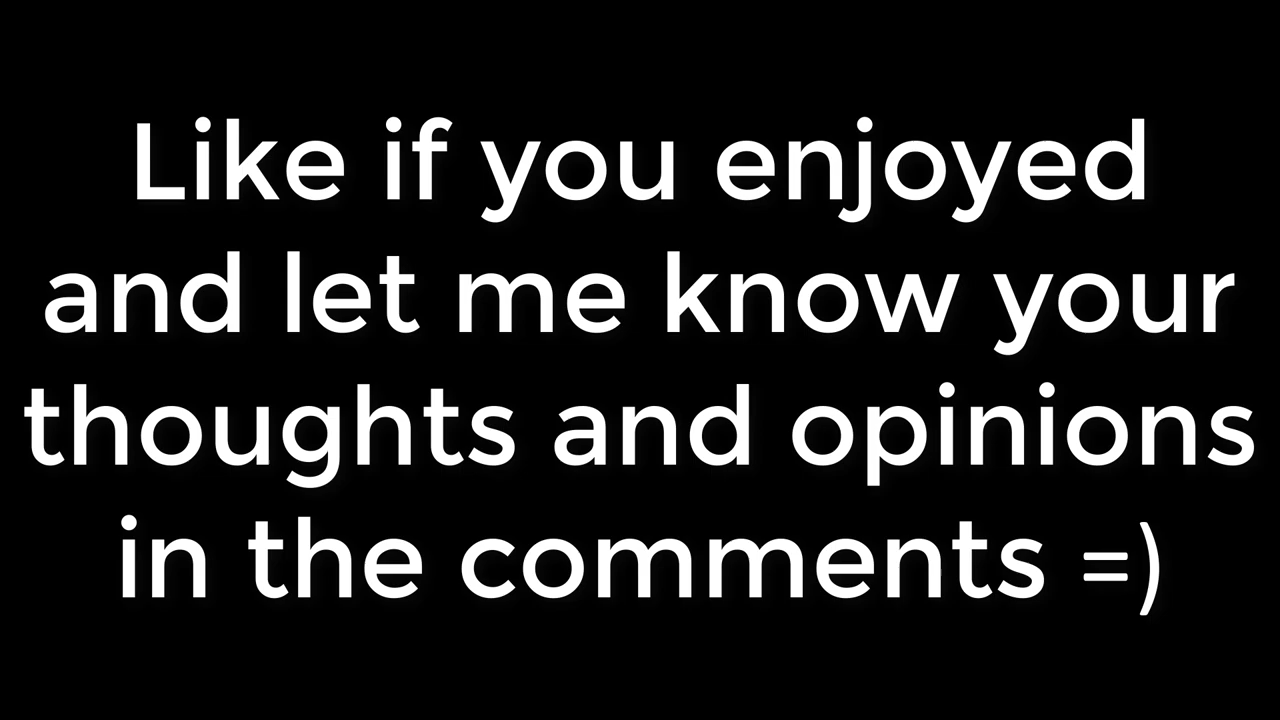 Like if you enjoyed
and let me know your
thoughts and opinions
in the comments =)